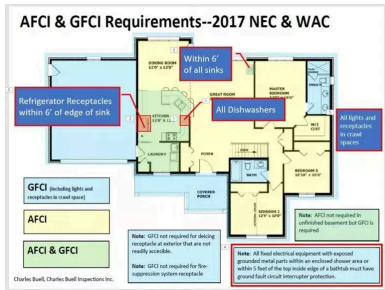 AFCI & GFCI Requirements--2017 NEC & WAC
DINING ROOM
Within 6'
of all sinks
MASTER
BEDROOM
GREAT ROOM
Refrigerator Receptacles
within 6' of edge of sink
KITCHEN
All Dishwashers
All lights and
receptacles
in crawl
spaces
LAUNDRY
FOYER
BATH
BEDROOM 3
BEDROOM 2
COVERED
PORCH
GFCI (Including lights and
receptacles in crawl space)
AFCI
AFCI & GFCI
Charles Buell, Charles Buell Inspections Inc.
Note: GFCI not required for deicing
receptacle at exterior that are not
readily accessible.
Note: GFCI not required for fire-
suppression system receptacle
Note: AFCI not required in
unfinished basement but GFCI is
required
Note: All fixed electrical equipment with exposed
grounded metal parts within an enclosed shower area or
within 5 feet of the top inside edge of a bathtub must have
ground fault circuit interrupter protection.